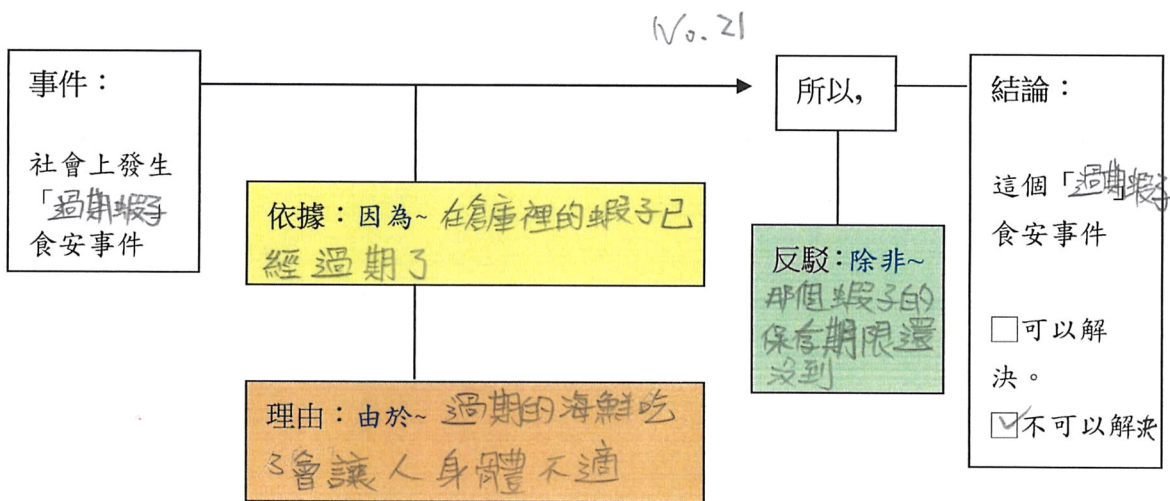 No. 21
事件：
社會上發生
「過期蝦子」
食安事件
依據：因為~ 在倉庫裡的蝦子已
經過期了
理由：由於~ 過期的海鮮吃
了會讓人身體不適
所以,
反駁：除非~
那個蝦子的
保存期限還
沒到
結論：
這個「過期蝦子」
食安事件
□可以解
決。
☑不可以解決